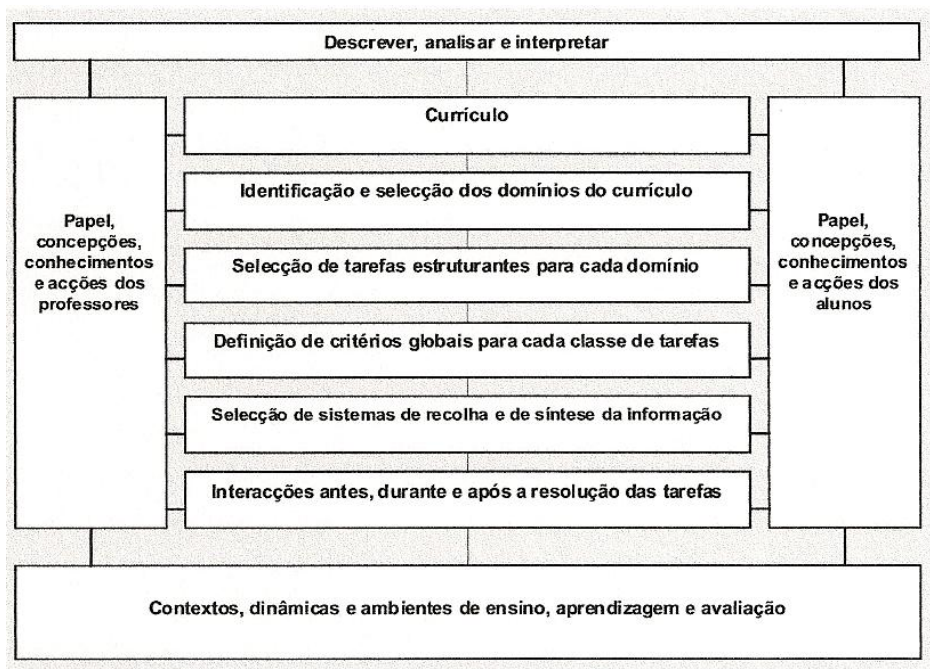 Descrever, analisar e interpretar
Currículo
Identificação e selecção dos domínios do currículo
Papel,
concepções,
conhecimentos
e acções dos
professores
Selecção de tarefas estruturantes para cada domínio
Papel,
concepções,
conhecimentos
e acções dos
alunos
Definição de critérios globais para cada classe de tarefas
Selecção de sistemas de recolha e de síntese da informação
Interacções antes, durante e após a resolução das tarefas
Contextos, dinâmicas e ambientes de ensino, aprendizagem e avaliação